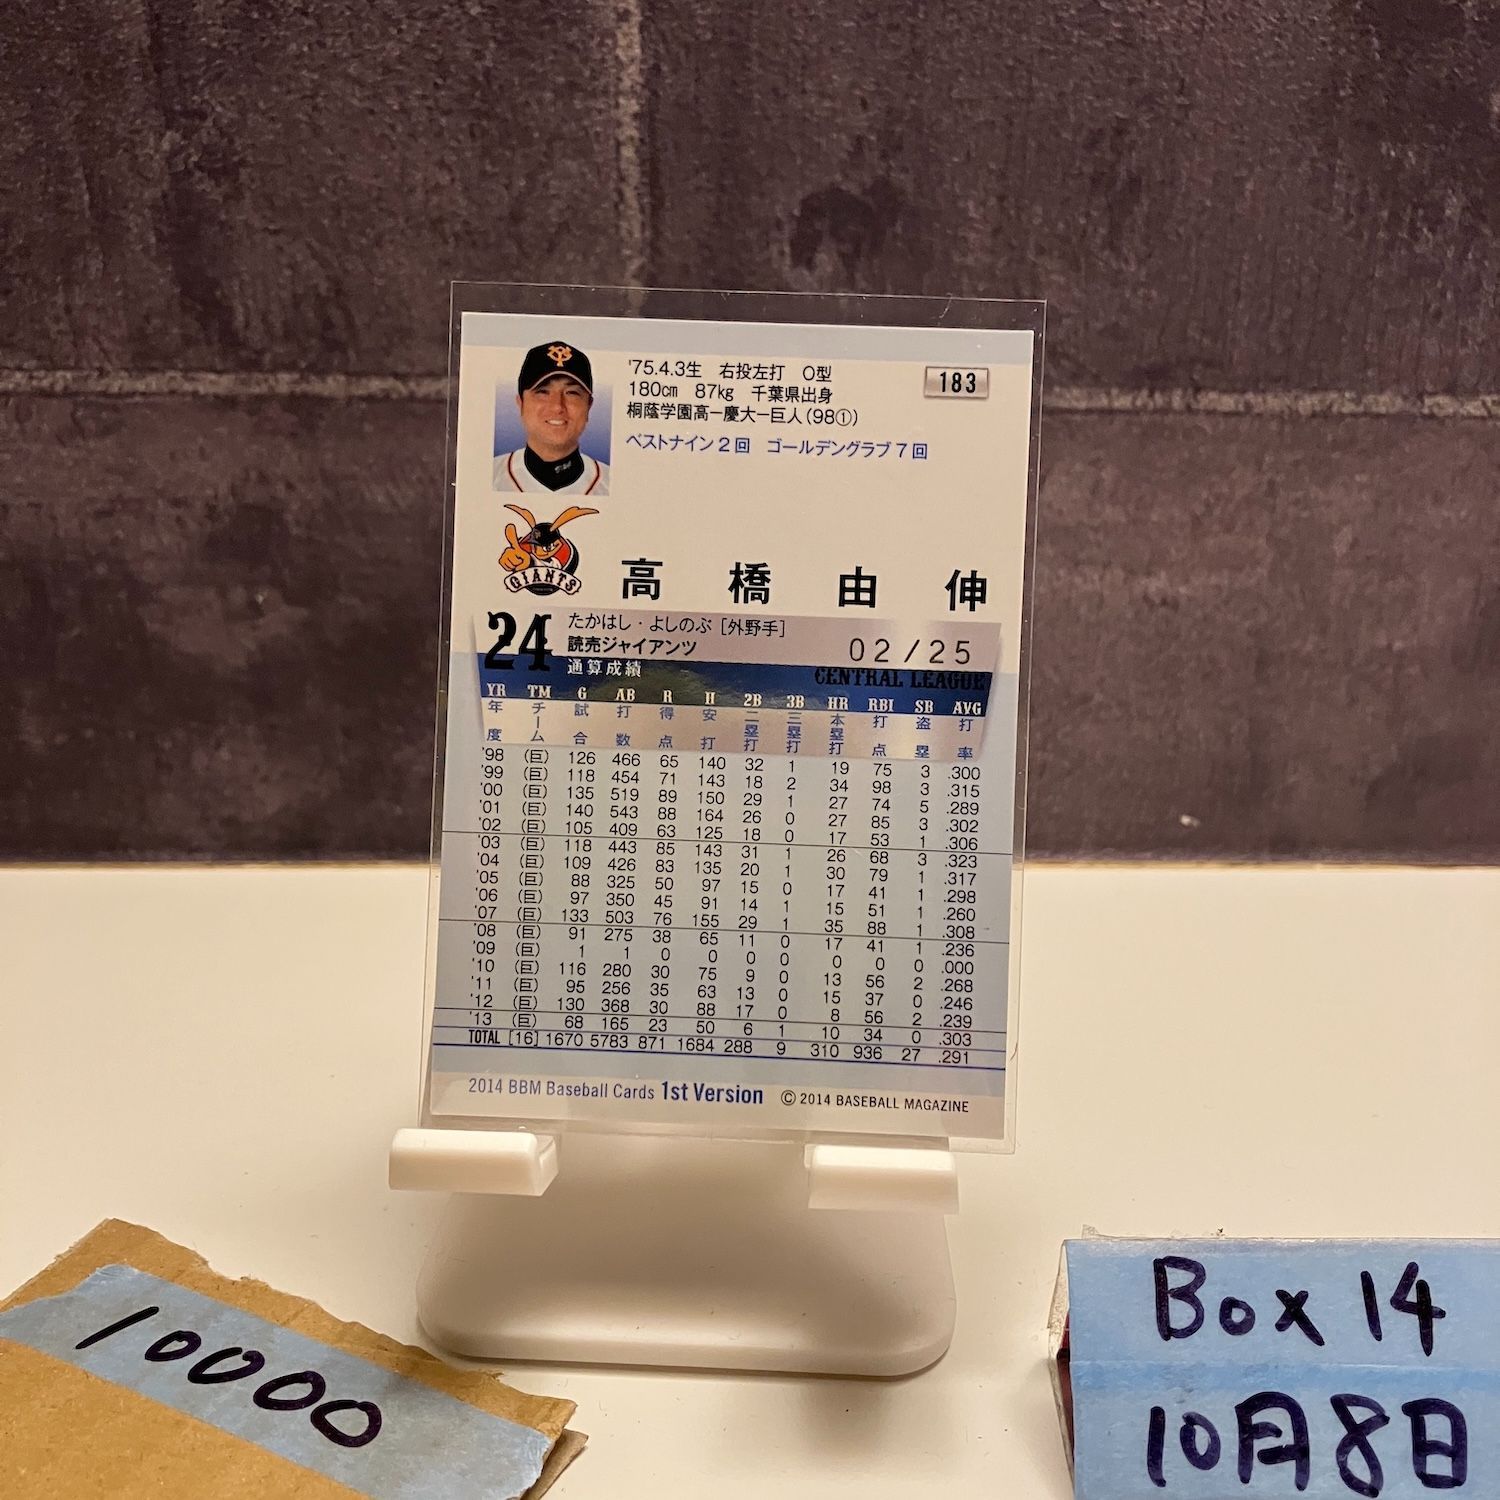 '75.4.3生 右投左打 O型
180cm 87kg 千葉県出身
桐蔭学園高ー慶大ー巨人(98①)
ベストナイン2回 ゴールデングラブ7回
183
GIANTS
高橋由伸
24
たかはし・よしのぶ[外野手]
読売ジャイアンツ
02/25
通算成績
CENTRAL LEAGUE
YR TM G AB R H 2B 3B HR RBI SB AVG
年度 チーム 試合 打数 得点 安打 二塁打 三塁打 本塁打 打点 盗塁 打率
'98 (巨) 126 466 65 140 32 1 19 75 3 .300
'99 (巨) 118 454 71 143 18 2 34 98 3 .315
'00 (巨) 135 519 89 150 29 1 27 74 5 .289
'01 (巨) 140 543 88 164 26 0 27 85 3 .302
'02 (巨) 105 409 63 125 18 0 17 53 1 .306
'03 (巨) 118 443 85 143 31 1 26 68 3 .323
'04 (巨) 109 426 83 135 20 1 30 79 1 .317
'05 (巨) 88 325 50 97 15 0 17 41 1 .298
'06 (巨) 97 350 45 91 14 1 15 51 1 .260
'07 (巨) 133 503 76 155 29 1 35 88 1 .308
'08 (巨) 91 275 38 65 11 0 17 41 1 .236
'09 (巨) 1 1 0 0 0 0 0 0 0 .000
'10 (巨) 116 280 30 75 9 0 13 56 2 .268
'11 (巨) 95 256 35 63 13 0 15 37 0 .246
'12 (巨) 130 368 30 88 17 0 8 56 2 .239
'13 (巨) 68 165 23 50 6 1 10 34 0 .303
TOTAL [16] 1670 5783 871 1684 288 9 310 936 27 .291
2014 BBM Baseball Cards 1st Version © 2014 BASEBALL MAGAZINE
10000
Box 14
10月8日